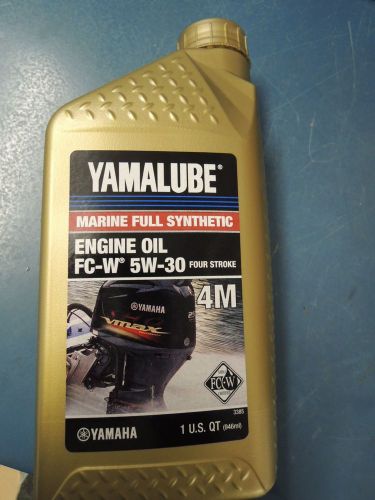 YAMALUBE®
MARINE FULL SYNTHETIC
ENGINE OIL
FC-W® 5W-30 FOUR STROKE
4M
YAMAHA
VMAX
FC-W
3385
YAMAHA
1 U.S. QT (946ml)